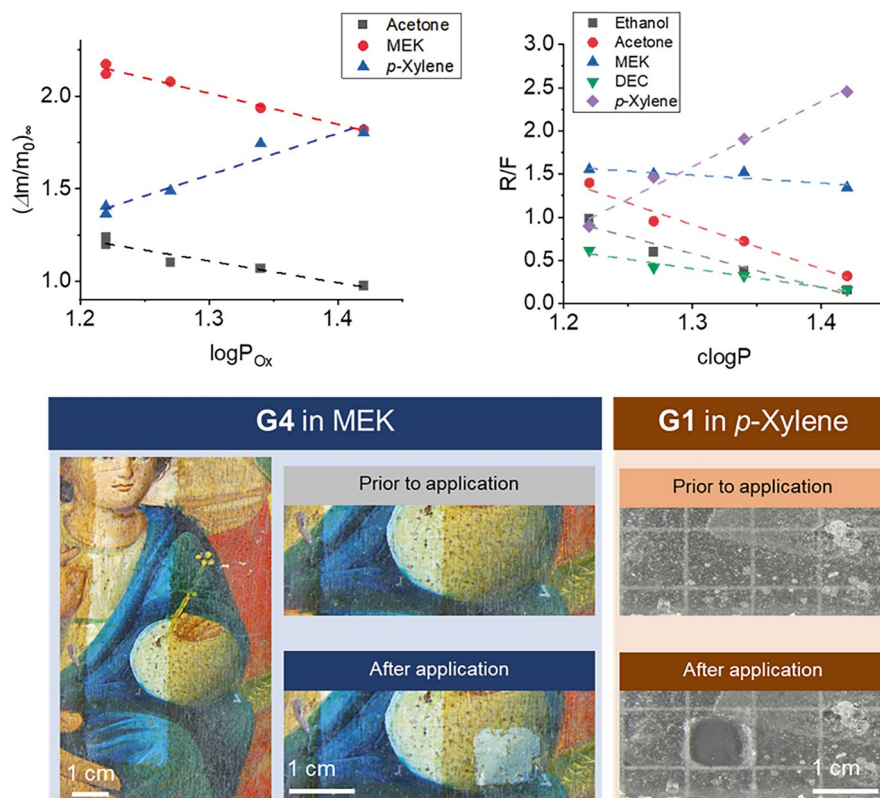 Acetone
MEK
p-Xylene
2.0
1.5
1.0
1.2
1.3
1.4
(Δm/m₀)∞
logP_Ox
Ethanol
Acetone
MEK
DEC
p-Xylene
3.0
2.5
2.0
1.5
1.0
0.5
0.0
1.2
1.3
1.4
R/F
clogP
G4 in MEK
Prior to application
After application
1 cm
1 cm
G1 in p-Xylene
Prior to application
After application
1 cm